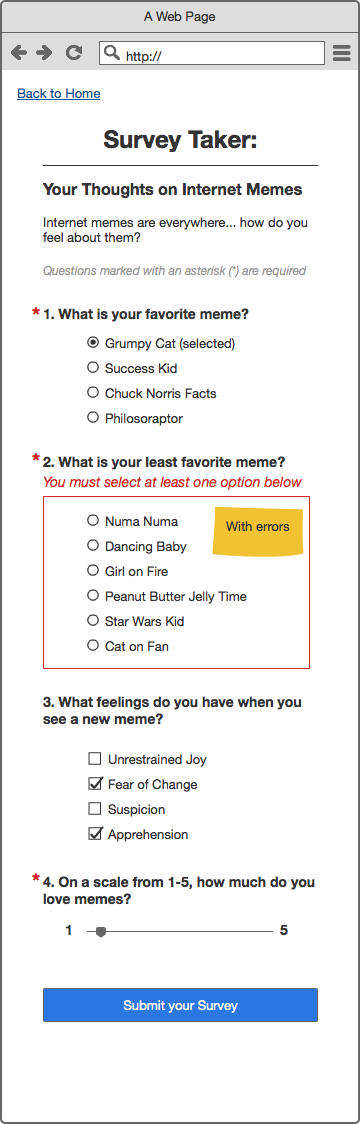 A Web Page
http://
Back to Home
Survey Taker:
Your Thoughts on Internet Memes
Internet memes are everywhere... how do you
feel about them?
Questions marked with an asterisk (*) are required
* 1. What is your favorite meme?
Grumpy Cat (selected)
Success Kid
Chuck Norris Facts
Philosoraptor
* 2. What is your least favorite meme?
You must select at least one option below
With errors
Numa Numa
Dancing Baby
Girl on Fire
Peanut Butter Jelly Time
Star Wars Kid
Cat on Fan
3. What feelings do you have when you
see a new meme?
Unrestrained Joy
Fear of Change
Suspicion
Apprehension
* 4. On a scale from 1-5, how much do you
love memes?
1 5
Submit your Survey